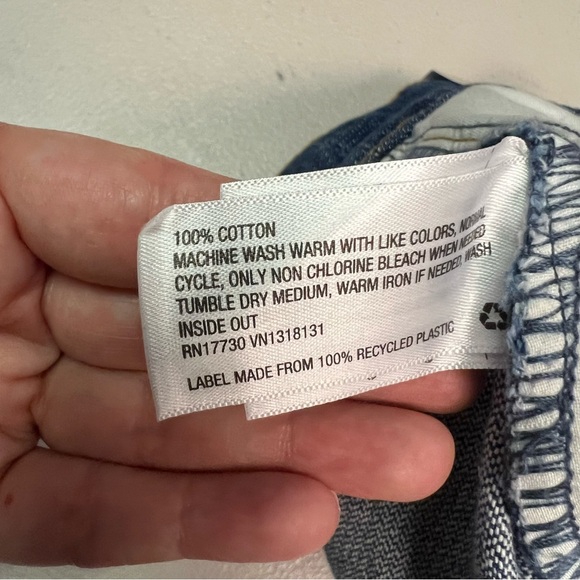 100% COTTON
MACHINE WASH WARM WITH LIKE COLORS, NORMAL
CYCLE, ONLY NON CHLORINE BLEACH WHEN NEEDED
TUMBLE DRY MEDIUM, WARM IRON IF NEEDED, WASH
INSIDE OUT
RN17730 VN1318131
LABEL MADE FROM 100% RECYCLED PLASTIC